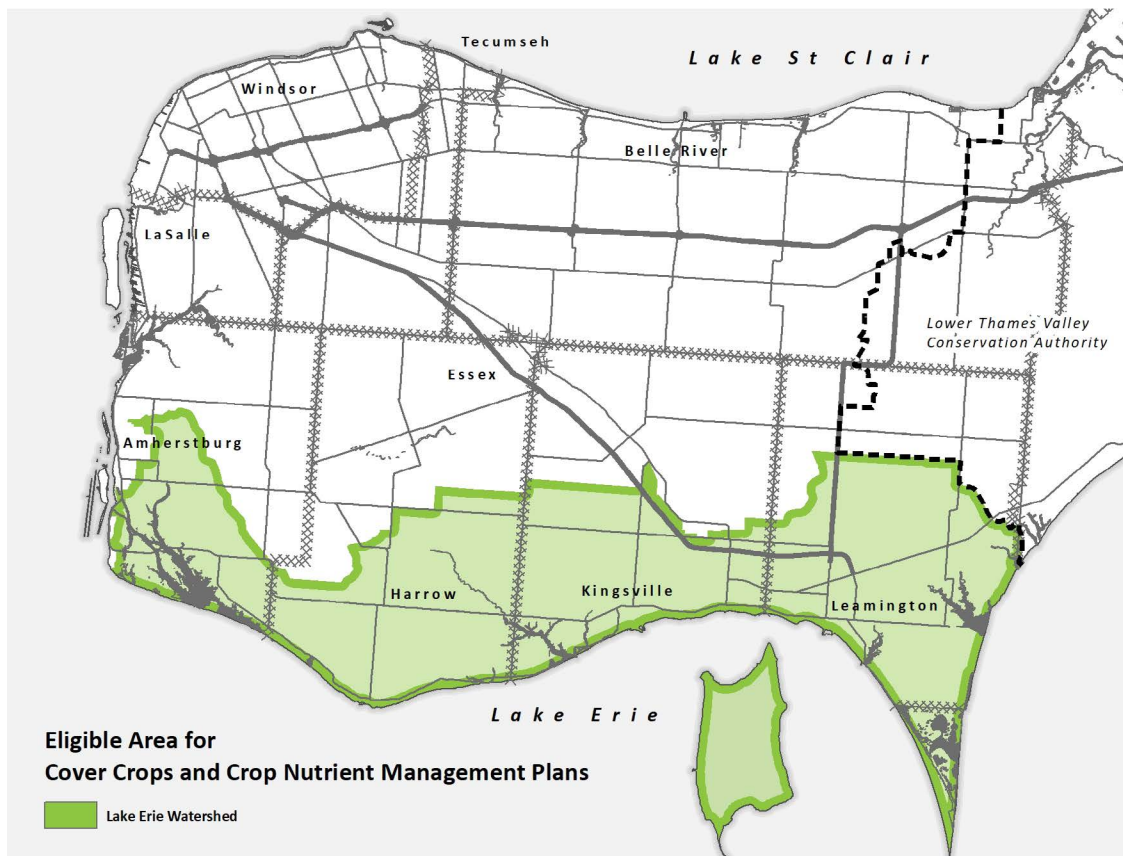 Tecumseh
Lake St Clair
Windsor
Belle River
LaSalle
Lower Thames Valley
Conservation Authority
Essex
Amherstburg
Harrow
Kingsville
Leamington
Lake Erie
Eligible Area for
Cover Crops and Crop Nutrient Management Plans
Lake Erie Watershed